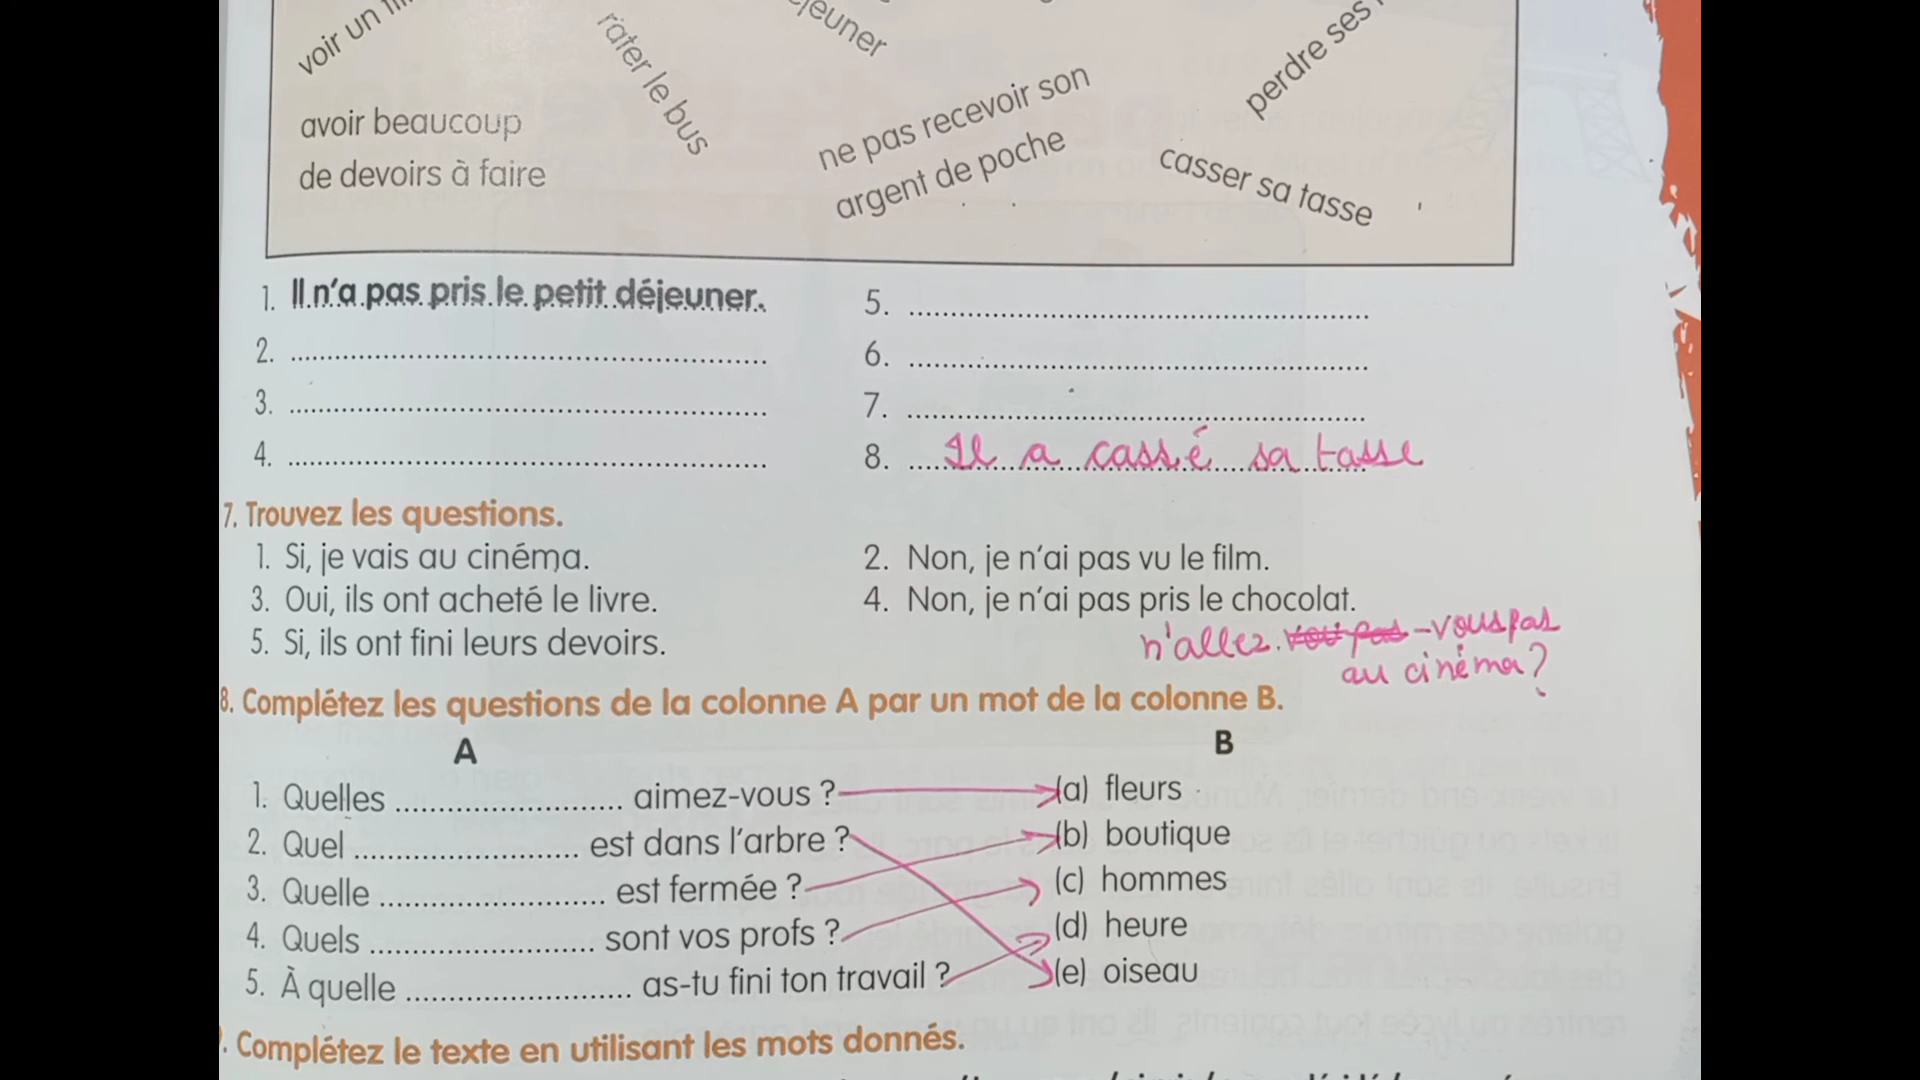 voir un
rater le bus
jeuner
perdre ses
avoir beaucoup
de devoirs à faire
ne pas recevoir son
argent de poche
casser sa tasse
1. Il n'a pas pris le petit déjeuner.
5.
2.
6.
3.
7.
4.
8. Il a cassé sa tasse
7. Trouvez les questions.
1. Si, je vais au cinéma.
2. Non, je n'ai pas vu le film.
3. Oui, ils ont acheté le livre.
4. Non, je n'ai pas pris le chocolat.
5. Si, ils ont fini leurs devoirs.
n'allez -vous pas
au cinéma?
8. Complétez les questions de la colonne A par un mot de la colonne B.
A
B
1. Quelles ........................ aimez-vous ?
(a) fleurs
2. Quel ........................ est dans l'arbre ?
(b) boutique
3. Quelle ........................ est fermée ?
(c) hommes
4. Quels ........................ sont vos profs ?
(d) heure
5. À quelle ........................ as-tu fini ton travail ?
(e) oiseau
. Complétez le texte en utilisant les mots donnés.